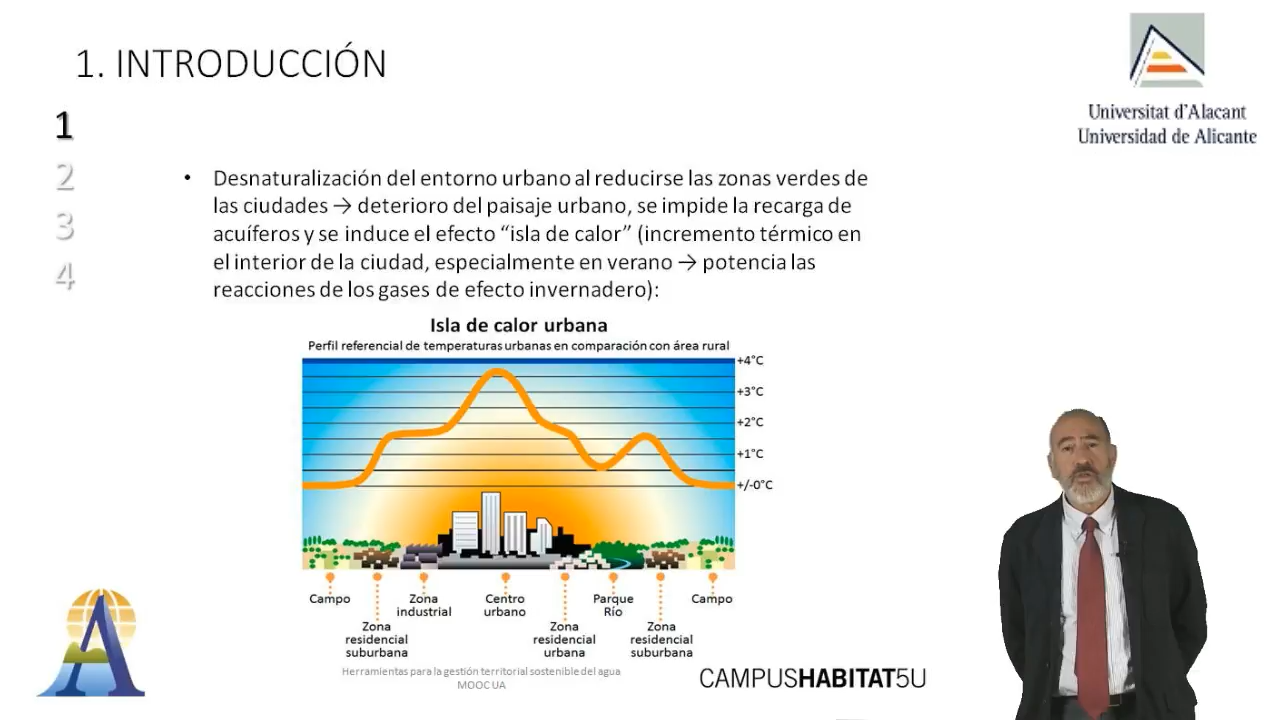 1. INTRODUCCIÓN
Universitat d'Alacant
Universidad de Alicante
1
2
3
4
• Desnaturalización del entorno urbano al reducirse las zonas verdes de
las ciudades → deterioro del paisaje urbano, se impide la recarga de
acuíferos y se induce el efecto “isla de calor” (incremento térmico en
el interior de la ciudad, especialmente en verano → potencia las
reacciones de los gases de efecto invernadero):
Isla de calor urbana
Perfil referencial de temperaturas urbanas en comparación con área rural
+4°C
+3°C
+2°C
+1°C
+/-0°C
Campo
Zona
residencial
suburbana
Zona
industrial
Centro
urbano
Zona
residencial
urbana
Parque
Río
Zona
residencial
suburbana
Campo
Herramientas para la gestión territorial sostenible del agua
MOOC UA
CAMPUSHABITAT5U
A